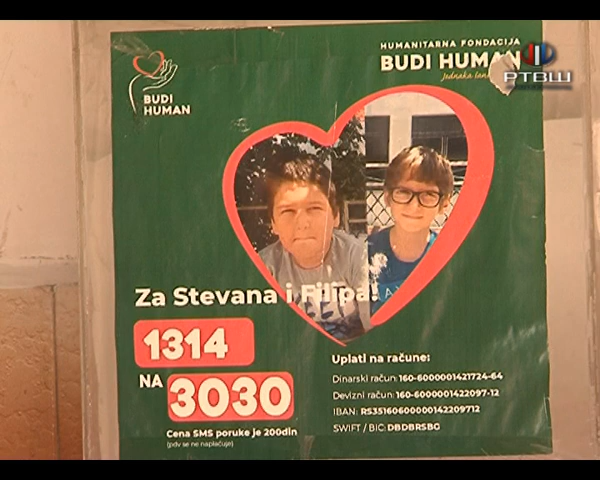 HUMANITARNA FONDACIJA
BUDI HUMAN
Jednaka
РТВШ
BUDI
HUMAN
Za Stevana i Filipa!
1314
NA
3030
Cena SMS poruke je 200din
(pdv se ne naplaćuje)
Uplati na račune:
Dinarski račun: 160-6000001421724-64
Devizni račun: 160-6000001422097-12
IBAN: RS35160600000142209712
SWIFT / BIC: DBDBRSBG